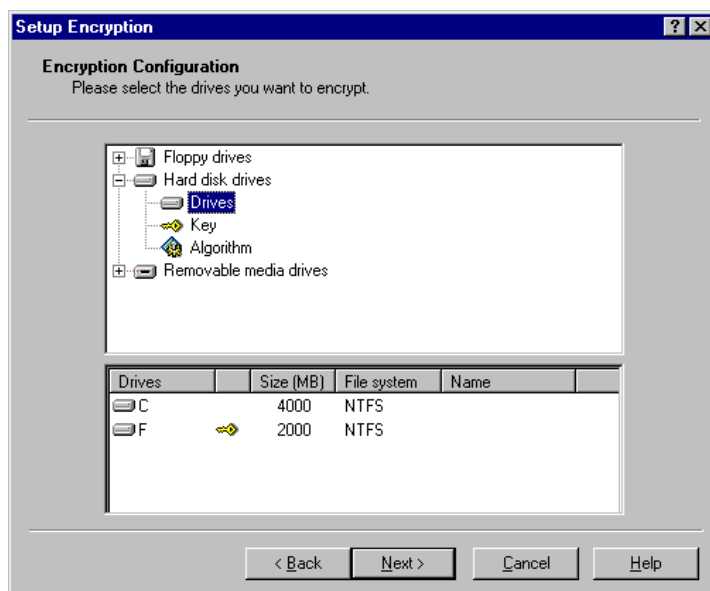 Setup Encryption
Encryption Configuration
Please select the drives you want to encrypt.
Floppy drives
Hard disk drives
Drives
Key
Algorithm
Removable media drives
Drives Size (MB) File system Name
C 4000 NTFS
F 2000 NTFS
< Back Next > Cancel Help